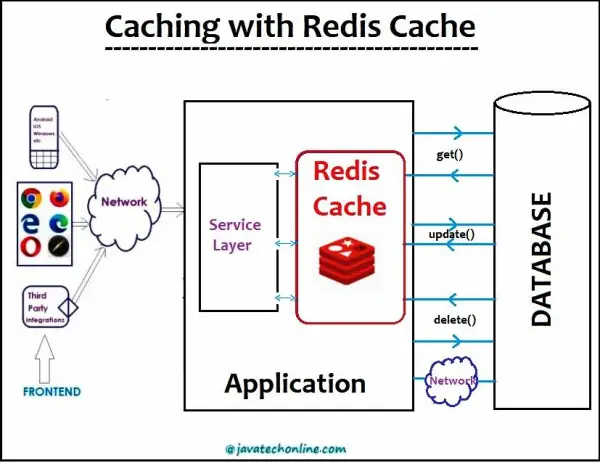 Caching with Redis Cache
Android
iOS
Windows
etc
Network
Third
Party
Integrations
FRONTEND
Service
Layer
Redis
Cache
Application
get()
update()
delete()
Network
DATABASE
@javatechonline.com